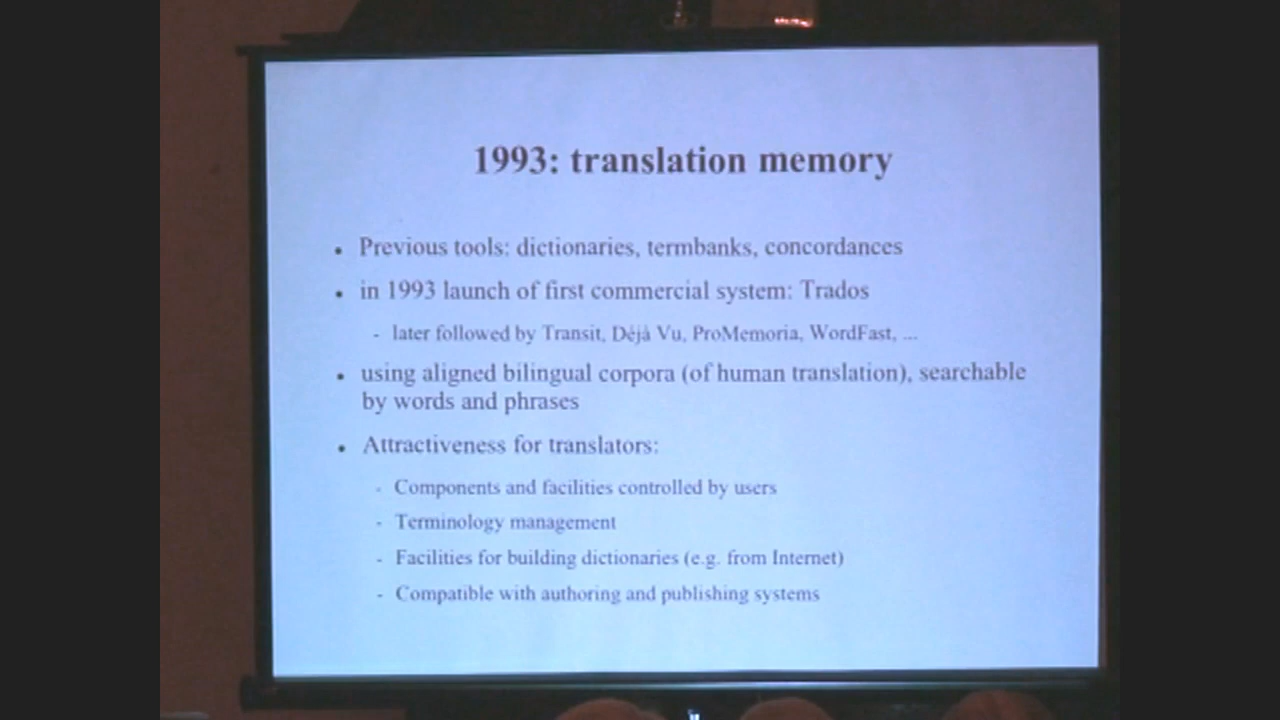 1993: translation memory
• Previous tools: dictionaries, termbanks, concordances
• in 1993 launch of first commercial system: Trados
- later followed by Transit, Déjà Vu, ProMemoria, WordFast, ...
• using aligned bilingual corpora (of human translation), searchable
by words and phrases
• Attractiveness for translators:
- Components and facilities controlled by users
- Terminology management
- Facilities for building dictionaries (e.g. from Internet)
- Compatible with authoring and publishing systems